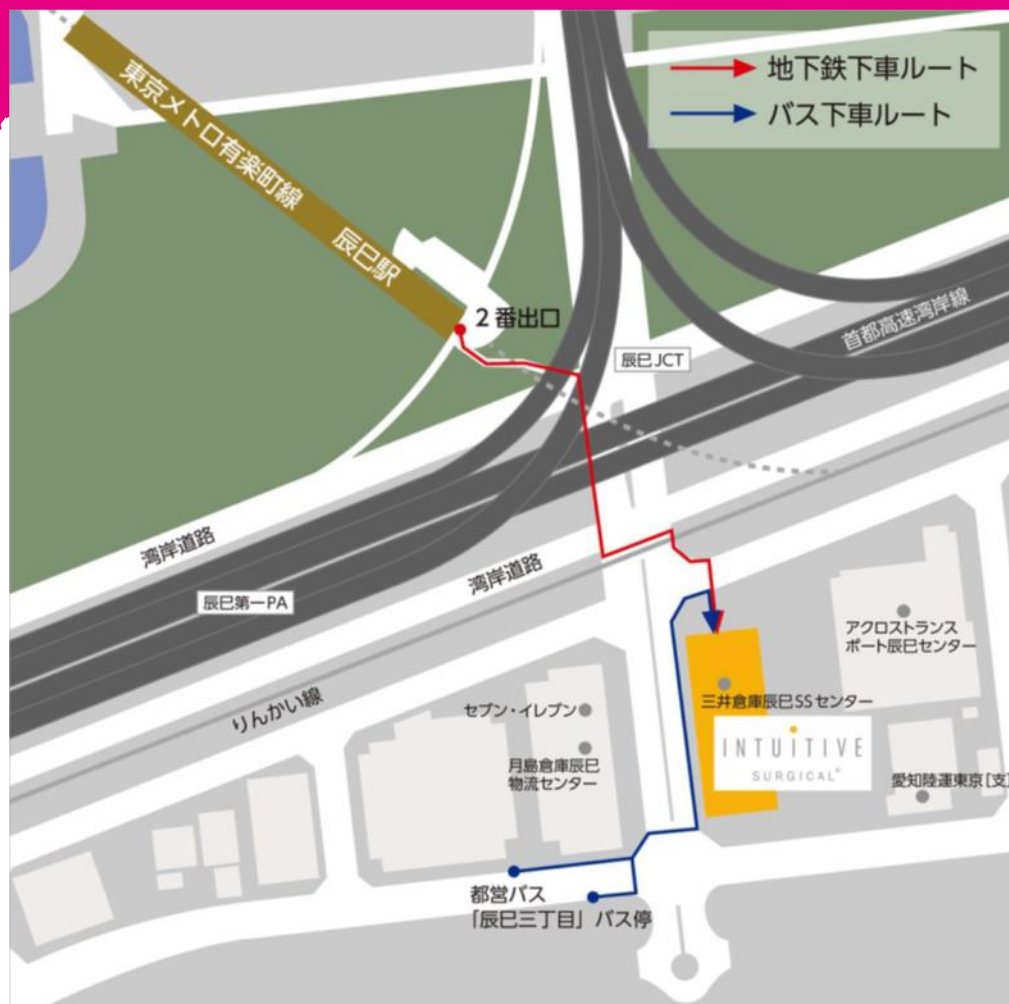 地下鉄下車ルート
バス下車ルート
東京メトロ有楽町線　辰巳駅
2番出口
首都高速湾岸線
辰巳JCT
湾岸道路
湾岸道路
辰巳第一PA
りんかい線
アクロストランス
ポート辰巳センター
三井倉庫辰巳SSセンター
セブン・イレブン
月島倉庫辰巳
物流センター
INTUITIVE
SURGICAL®
愛知陸運東京[支]
都営バス
「辰巳三丁目」バス停